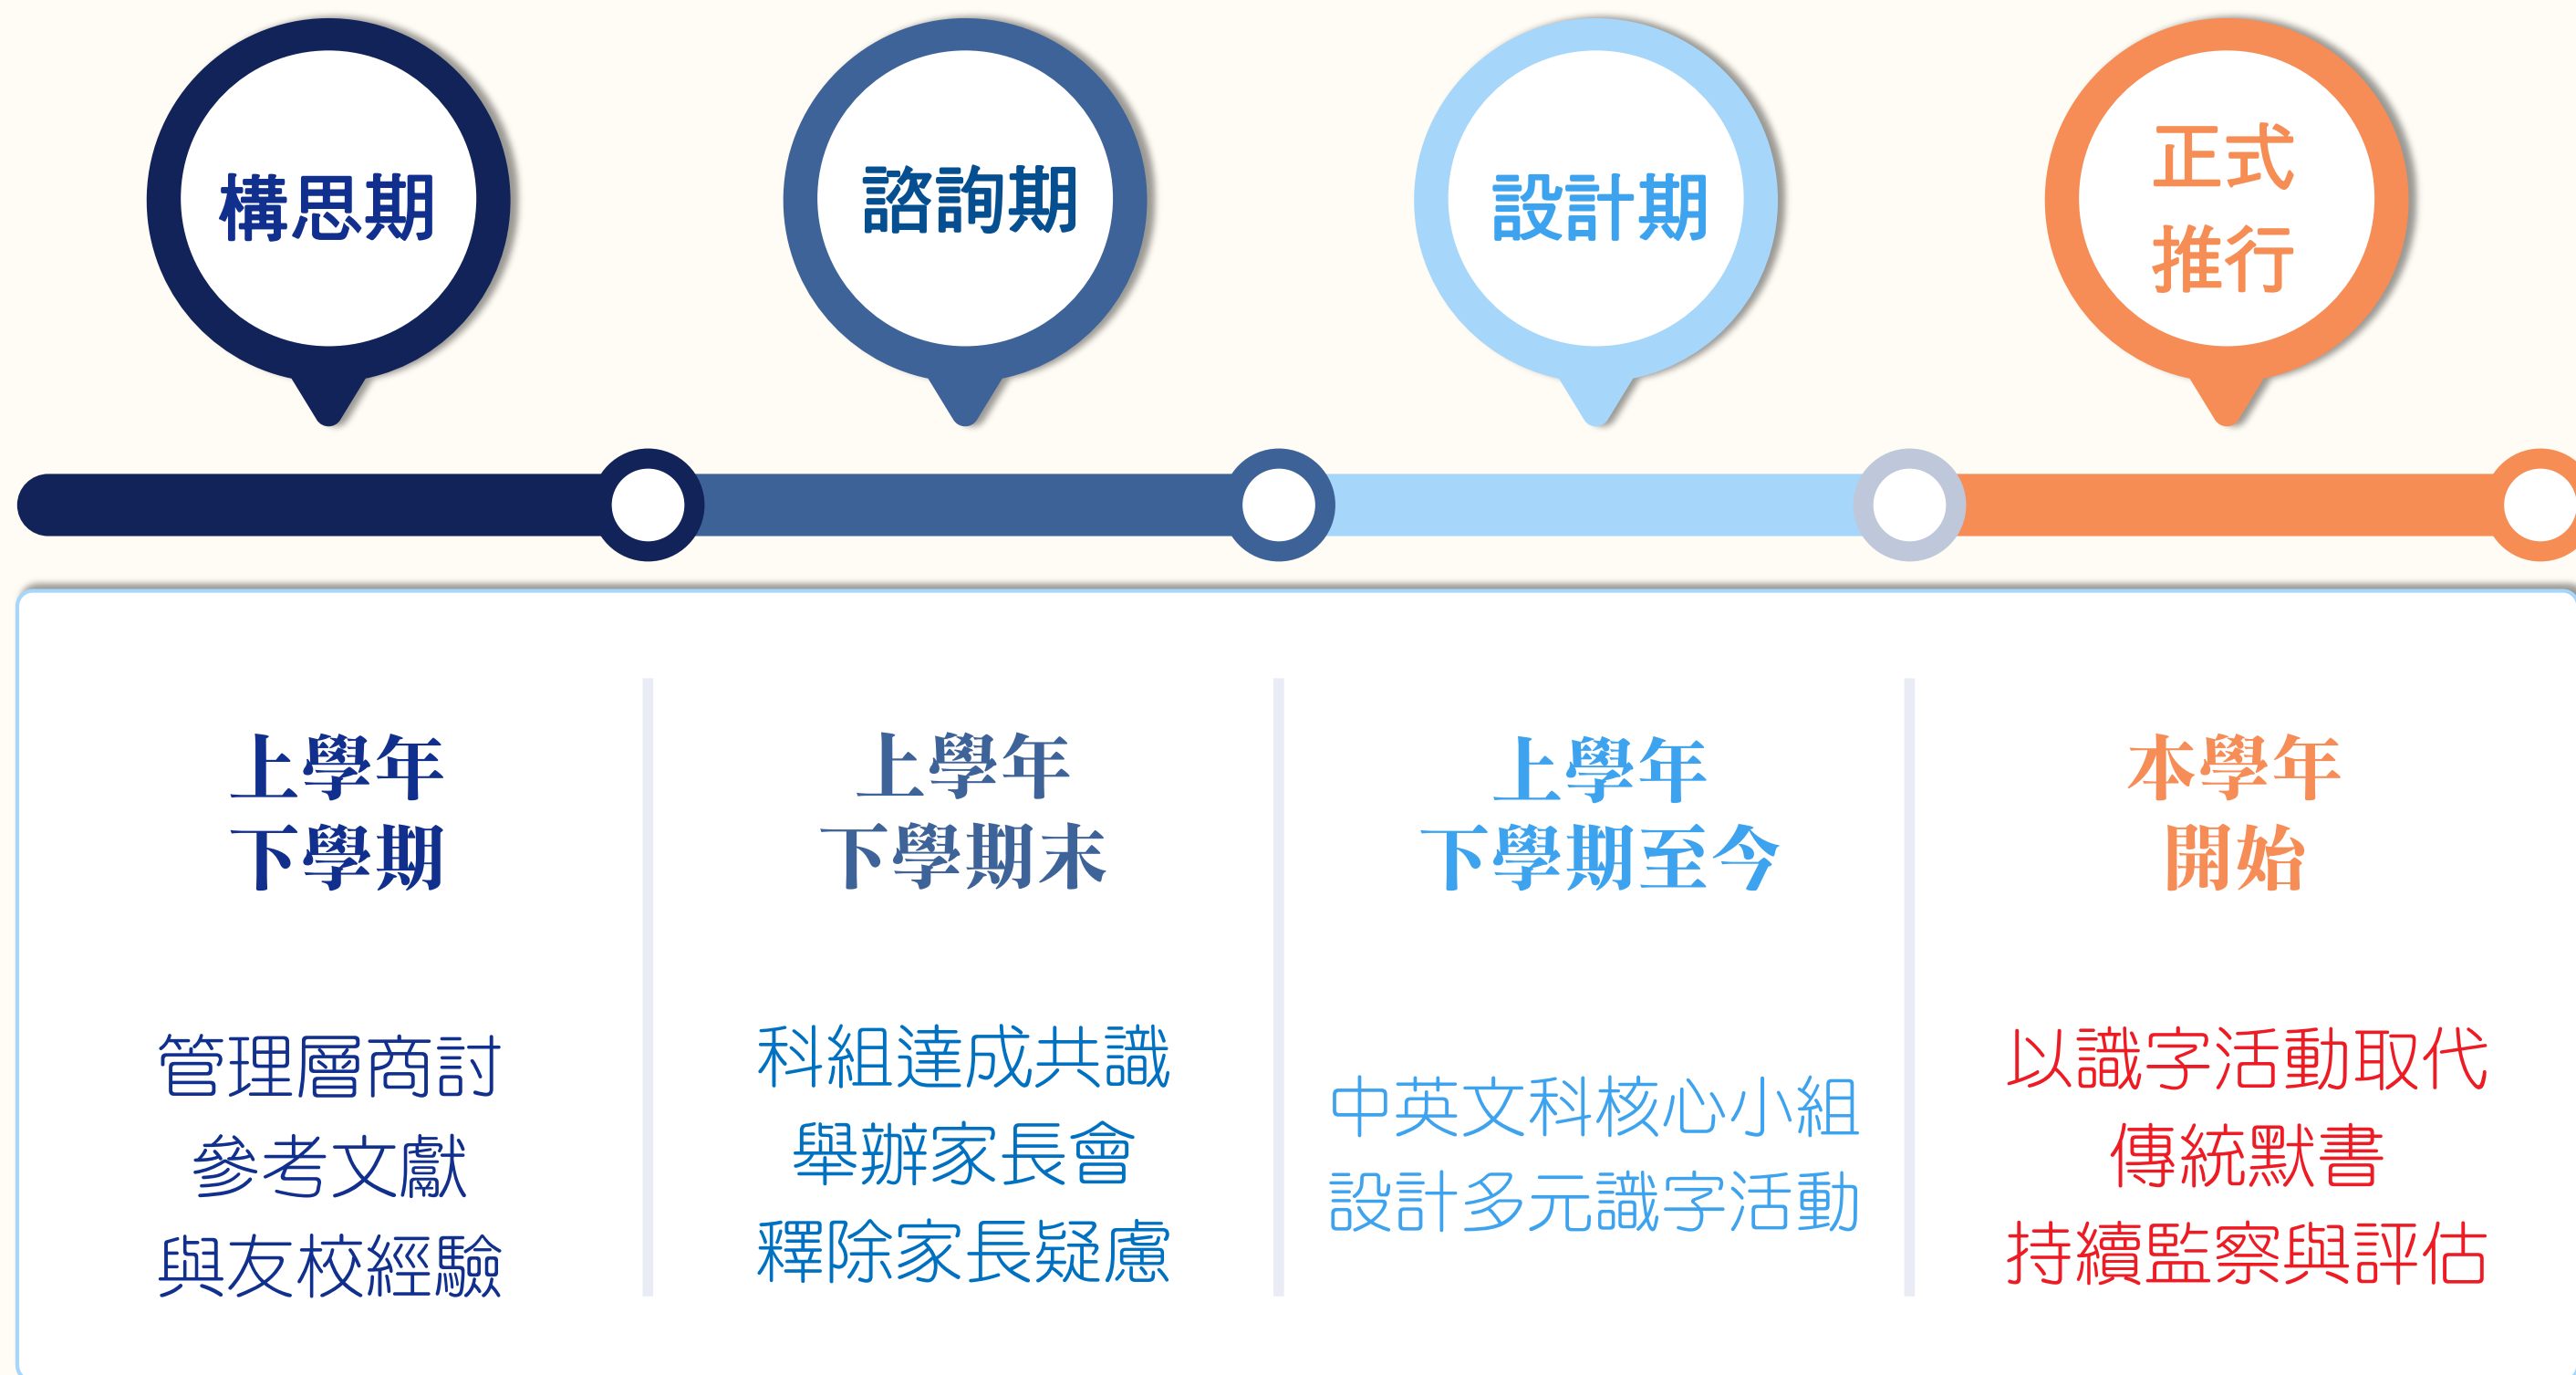 構思期
諮詢期
設計期
正式
推行
上學年
下學期
管理層商討
參考文獻
與友校經驗
上學年
下學期末
科組達成共識
舉辦家長會
釋除家長疑慮
上學年
下學期至今
中英文科核心小組
設計多元識字活動
本學年
開始
以識字活動取代
傳統默書
持續監察與評估